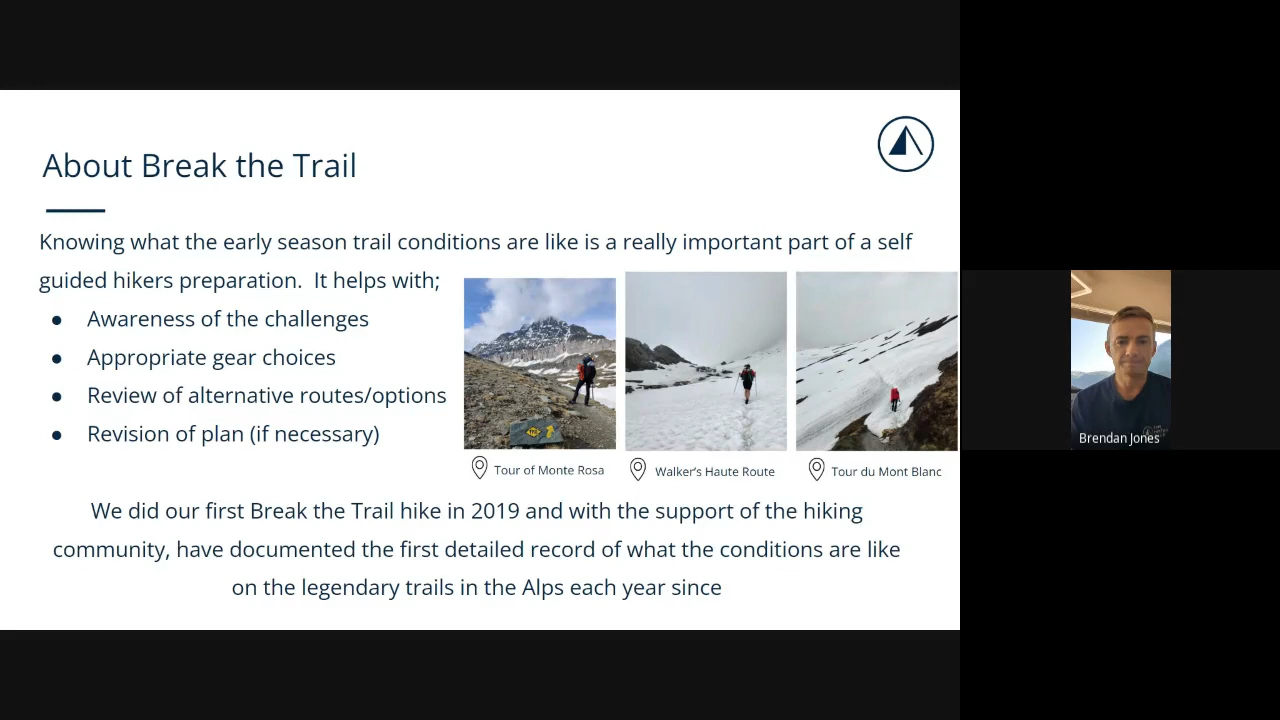 About Break the Trail
Knowing what the early season trail conditions are like is a really important part of a self
guided hikers preparation.  It helps with;
● Awareness of the challenges
● Appropriate gear choices
● Review of alternative routes/options
● Revision of plan (if necessary)
Tour of Monte Rosa
Walker's Haute Route
Tour du Mont Blanc
We did our first Break the Trail hike in 2019 and with the support of the hiking
community, have documented the first detailed record of what the conditions are like
on the legendary trails in the Alps each year since
Brendan Jones